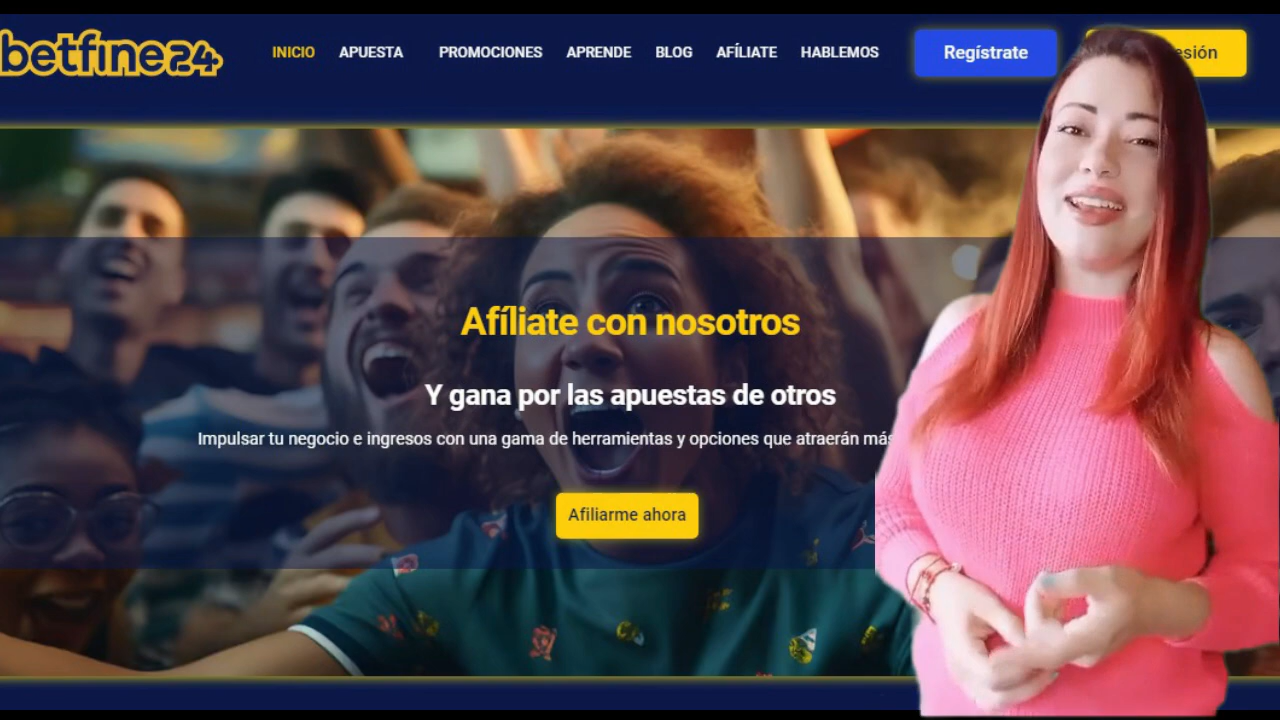 betfine24
INICIO APUESTA PROMOCIONES APRENDE BLOG AFÍLIATE HABLEMOS Regístrate esión
Afíliate con nosotros
Y gana por las apuestas de otros
Impulsar tu negocio e ingresos con una gama de herramientas y opciones que atraerán más
Afiliarme ahora